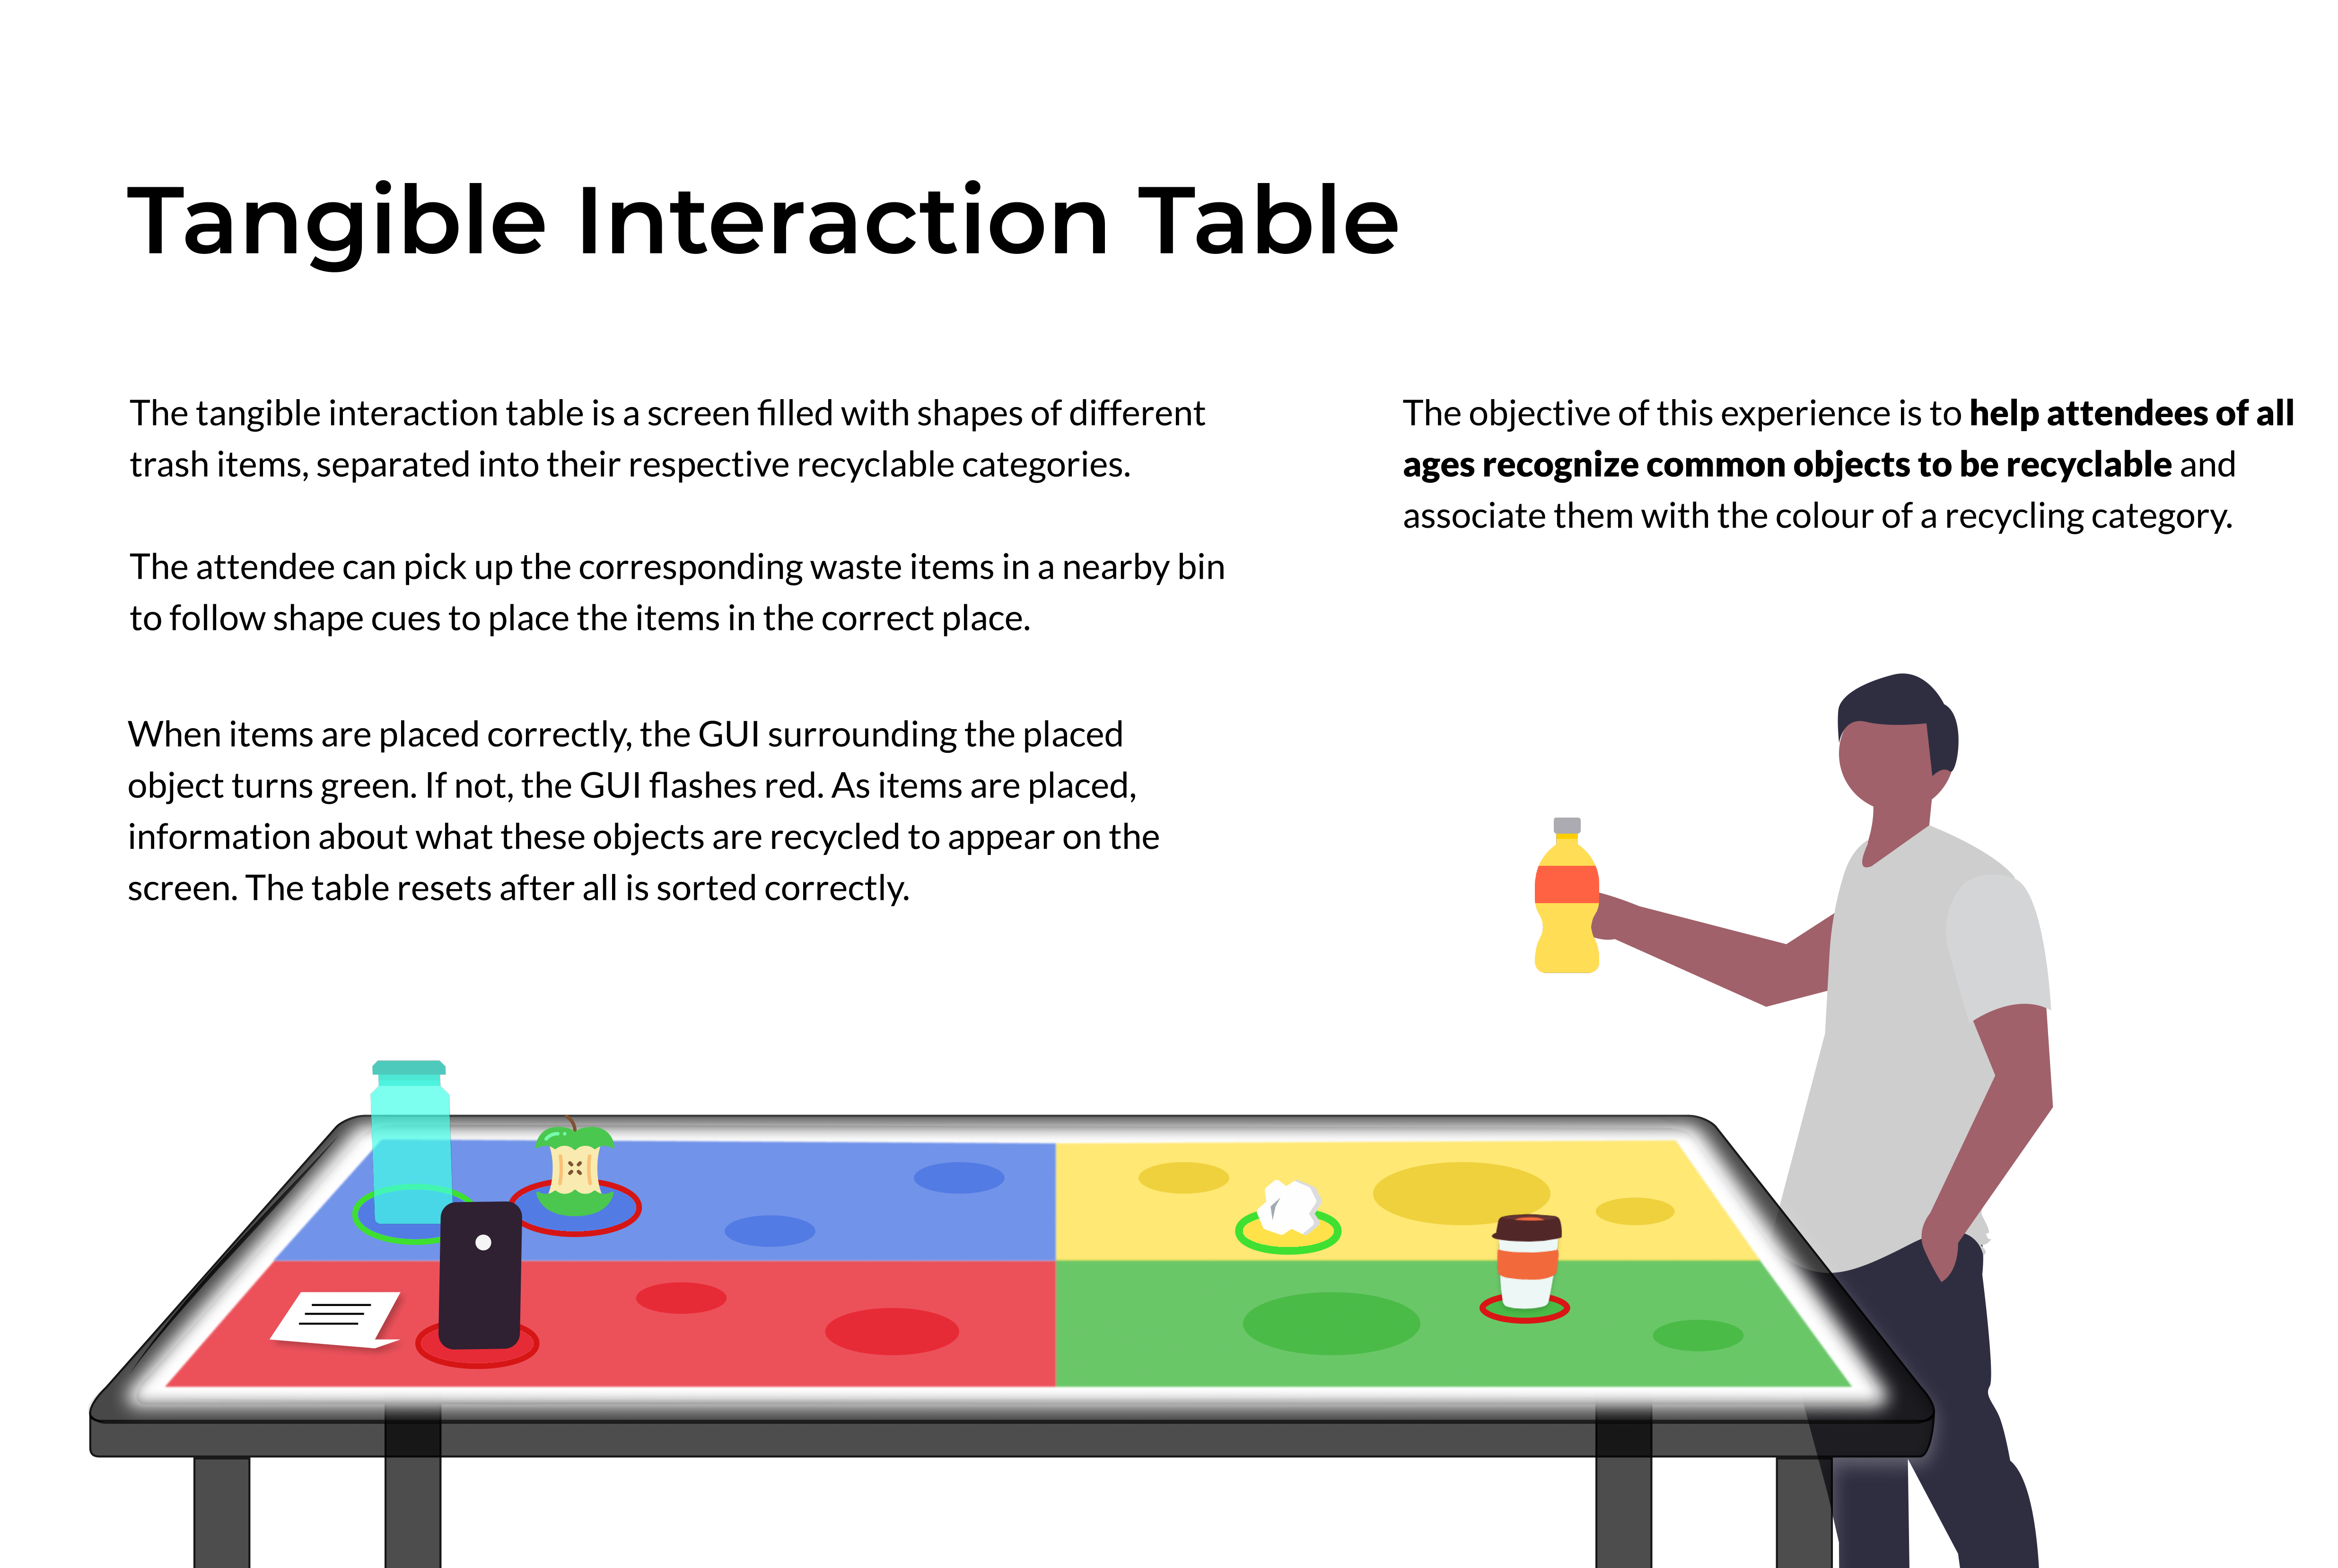 Tangible Interaction Table
The tangible interaction table is a screen filled with shapes of different
trash items, separated into their respective recyclable categories.
The attendee can pick up the corresponding waste items in a nearby bin
to follow shape cues to place the items in the correct place.
When items are placed correctly, the GUI surrounding the placed
object turns green. If not, the GUI flashes red. As items are placed,
information about what these objects are recycled to appear on the
screen. The table resets after all is sorted correctly.
The objective of this experience is to help attendees of all
ages recognize common objects to be recyclable and
associate them with the colour of a recycling category.